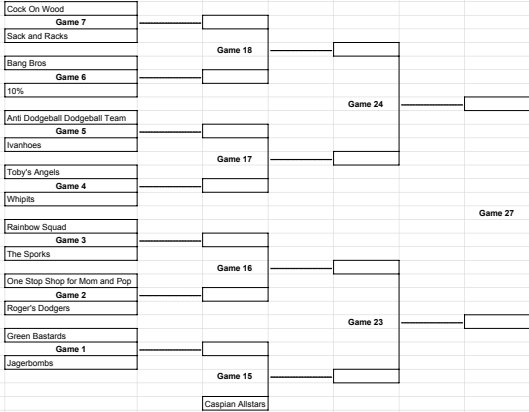 Cock On Wood
Game 7
Sack and Racks
Game 18
Bang Bros
Game 6
10%
Game 24
Anti Dodgeball Dodgeball Team
Game 5
Ivanhoes
Game 17
Toby's Angels
Game 4
Whipits
Game 27
Rainbow Squad
Game 3
The Sporks
Game 16
One Stop Shop for Mom and Pop
Game 2
Roger's Dodgers
Game 23
Green Bastards
Game 1
Jagerbombs
Game 15
Caspian Allstars